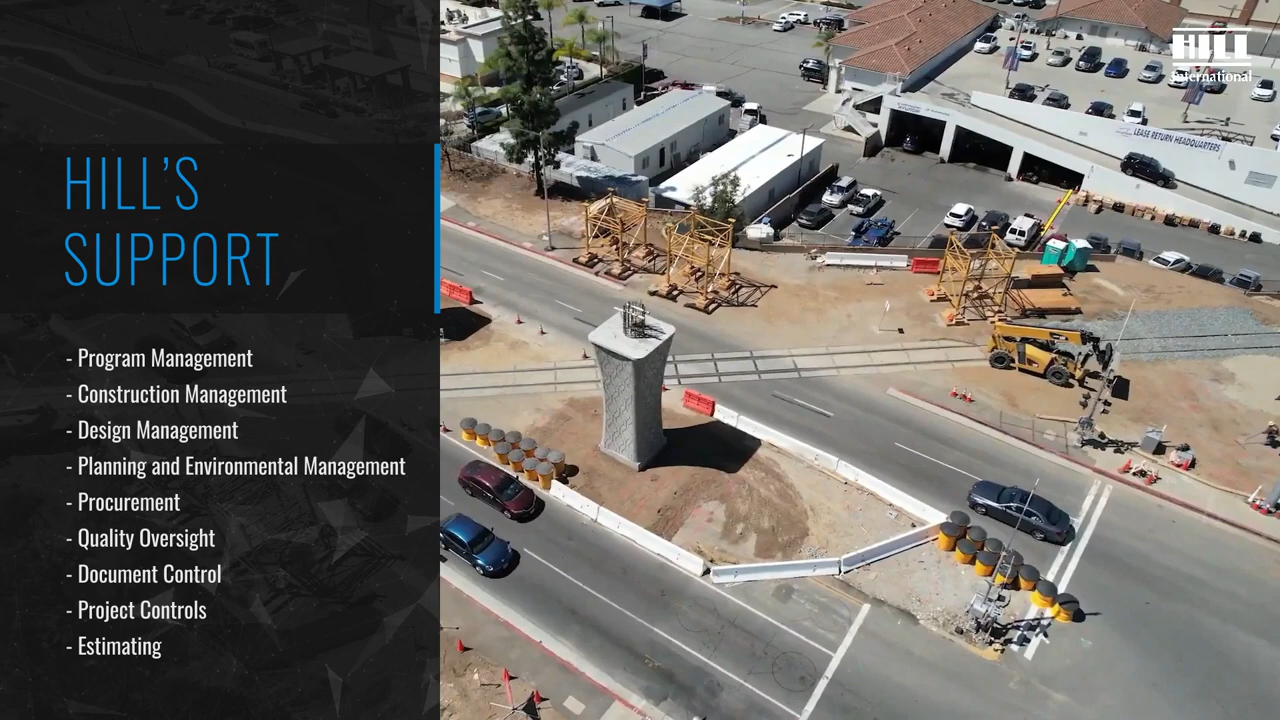 HILL'S
SUPPORT
- Program Management
- Construction Management
- Design Management
- Planning and Environmental Management
- Procurement
- Quality Oversight
- Document Control
- Project Controls
- Estimating
HILL
International
LEASE RETURN HEADQUARTERS